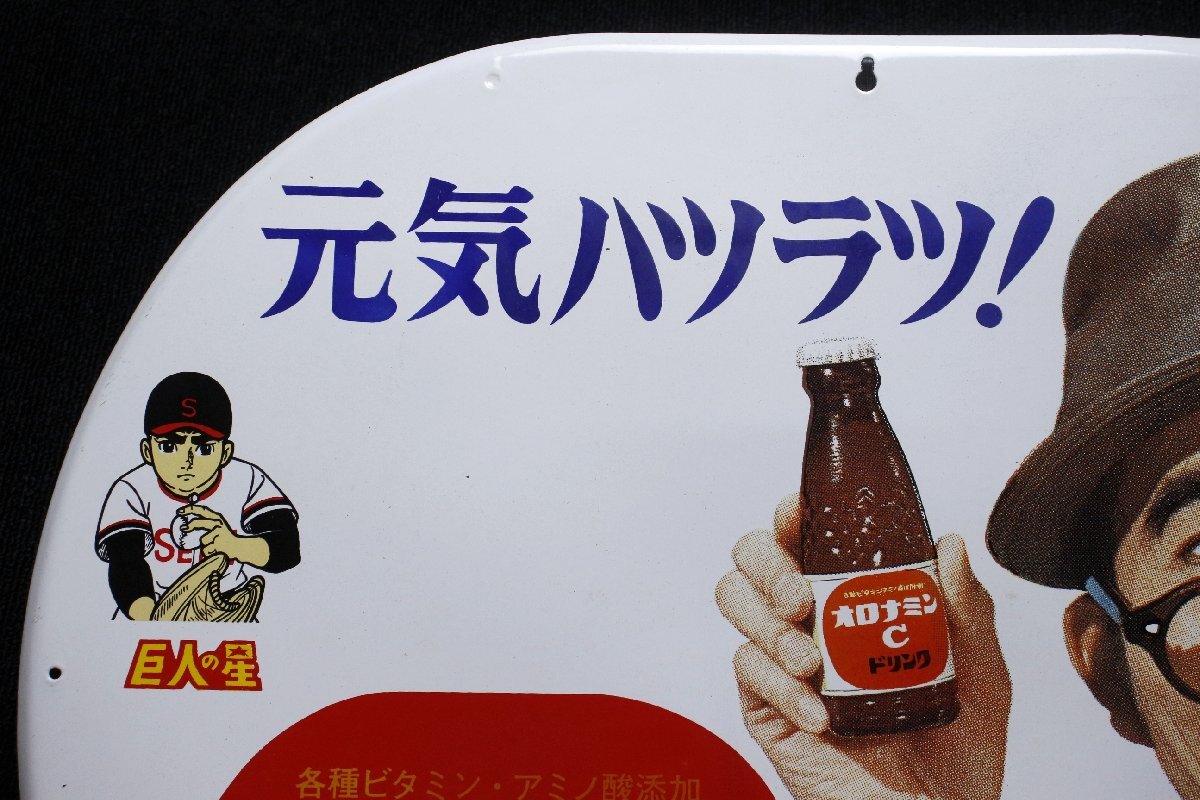 元気ハツラツ!
S
巨人の星
オロナミン
C
ドリンク
各種ビタミン・アミノ酸添加